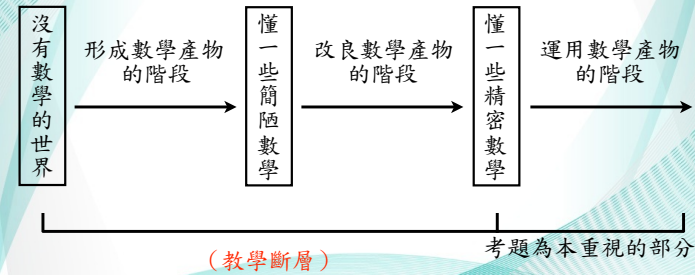 沒有數學的世界
形成數學產物
的階段
懂一些簡陋數學
改良數學產物
的階段
懂一些精密數學
運用數學產物
的階段
(教學斷層)
考題為本重視的部分